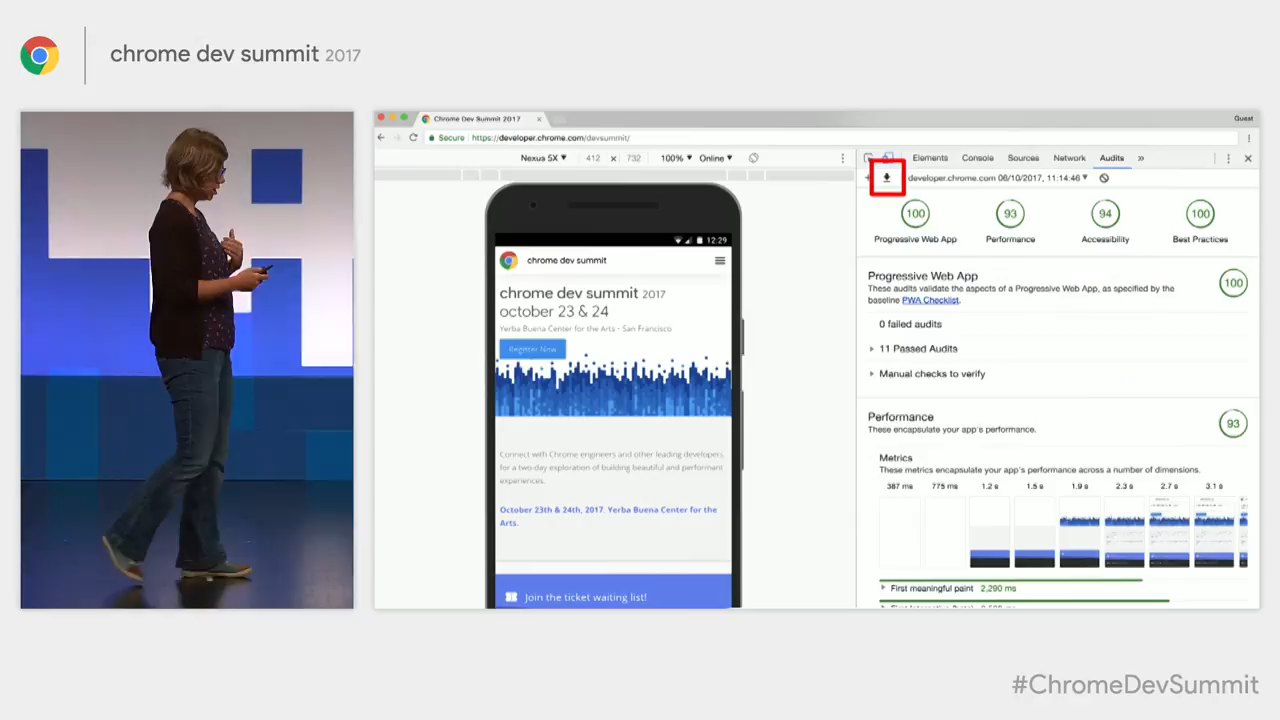 chrome dev summit 2017
Chrome Dev Summit 2017
Guest
Secure https://developer.chrome.com/devsummit/
Nexus 5X ▼ 412 × 732 100% ▼ Online ▼
Elements Console Sources Network Audits »
developer.chrome.com 06/10/2017, 11:14:46 ▼
100 93 94 100
Progressive Web App Performance Accessibility Best Practices
12:29
chrome dev summit
chrome dev summit 2017
october 23 & 24
Yerba Buena Center for the Arts - San Francisco
Register Now
Connect with Chrome engineers and other leading developers,
for a two-day exploration of building beautiful and performant
experiences.
October 23th & 24th, 2017. Yerba Buena Center for the
Arts.
Join the ticket waiting list!
Progressive Web App
100
These audits validate the aspects of a Progressive Web App, as specified by the
baseline PWA Checklist.
0 failed audits
11 Passed Audits
Manual checks to verify
Performance
93
These encapsulate your app's performance.
Metrics
These metrics encapsulate your app's performance across a number of dimensions.
387 ms 775 ms 1.2 s 1.5 s 1.9 s 2.3 s 2.7 s 3.1 s
First meaningful paint 2,290 ms
#ChromeDevSummit